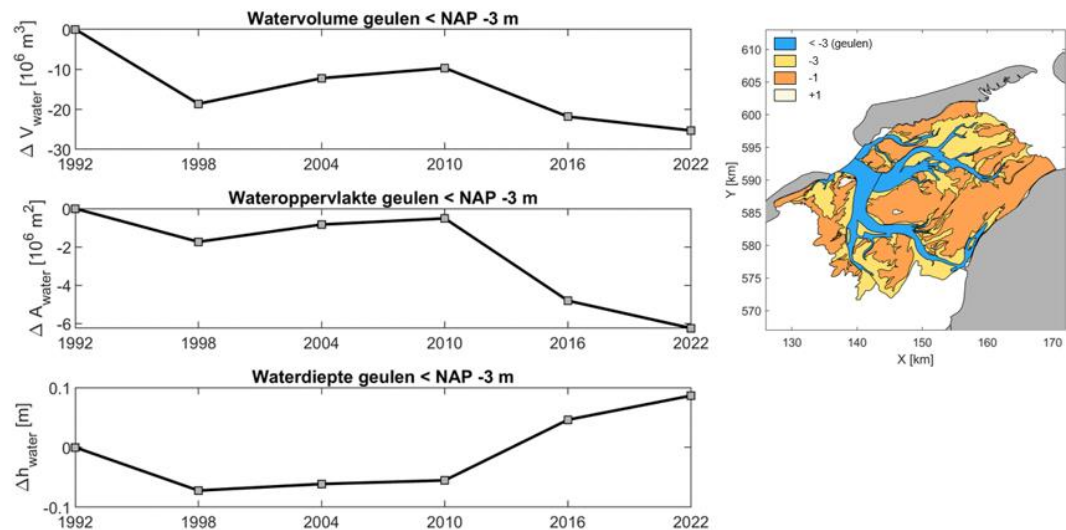 Watervolume geulen < NAP -3 m
Δ V_water [10^6 m^3]
0
-10
-20
-30
1992 1998 2004 2010 2016 2022
Wateroppervlakte geulen < NAP -3 m
Δ A_water [10^6 m^2]
0
-2
-4
-6
1992 1998 2004 2010 2016 2022
Waterdiepte geulen < NAP -3 m
Δh_water [m]
0.1
0
-0.1
1992 1998 2004 2010 2016 2022
< -3 (geulen)
-3
-1
+1
Y [km]
610
605
600
595
590
585
580
575
570
130 140 150 160 170
X [km]